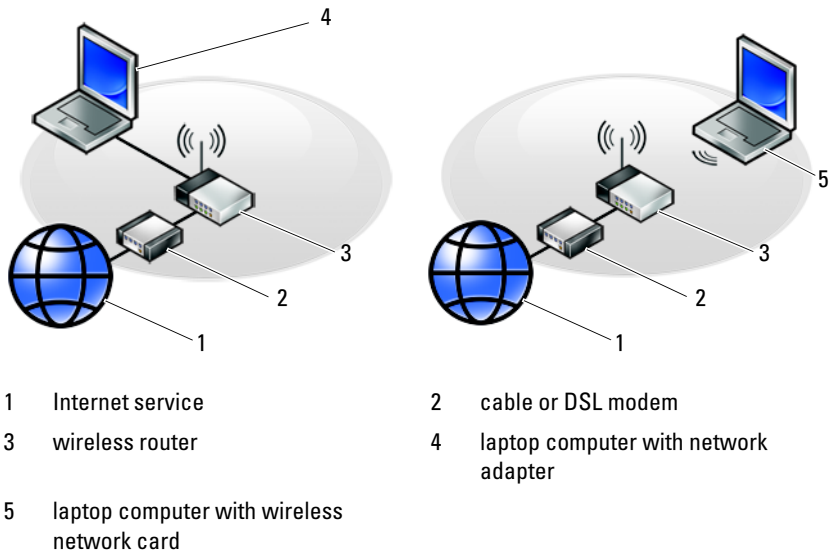 4
5
3
3
2
2
1
1
1 Internet service
2 cable or DSL modem
3 wireless router
4 laptop computer with network
adapter
5 laptop computer with wireless
network card